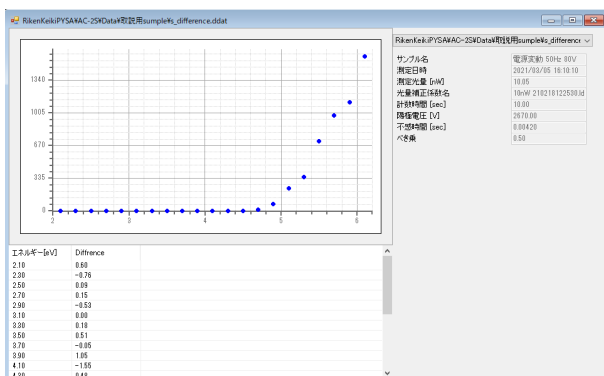 RikenKeikiPYSA¥AC-2S¥Data¥取説用sumple¥s_difference.ddat
1340
1005
670
335
0
2
3
4
5
6
RikenKeikiPYSA¥AC-2S¥Data¥取説用sumple¥s_differenc
サンプル名 電源変動 50Hz 80V
測定日時 2021/03/05 16:10:10
測定光量 [nW] 10.05
光量補正係数名 10nW 210210122530.ld
計数時間 [sec] 10.00
陽極電圧 [V] 2670.00
不感時間 [sec] 0.00420
べき乗 0.50
エネルギー[eV] Diffrence
2.10 0.60
2.30 -0.76
2.50 0.09
2.70 0.15
2.90 -0.53
3.10 0.00
3.30 0.18
3.50 0.51
3.70 -0.05
3.90 1.05
4.10 -1.55
4.30 0.48